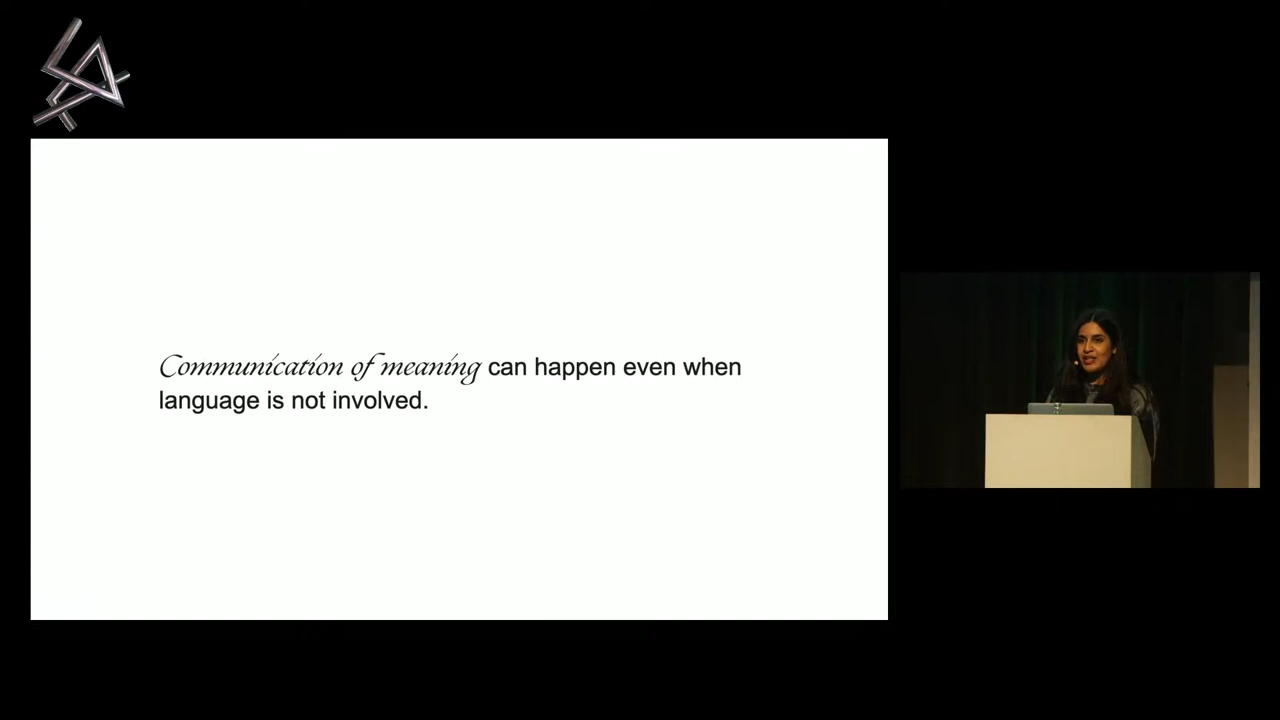 Communication of meaning can happen even when
language is not involved.